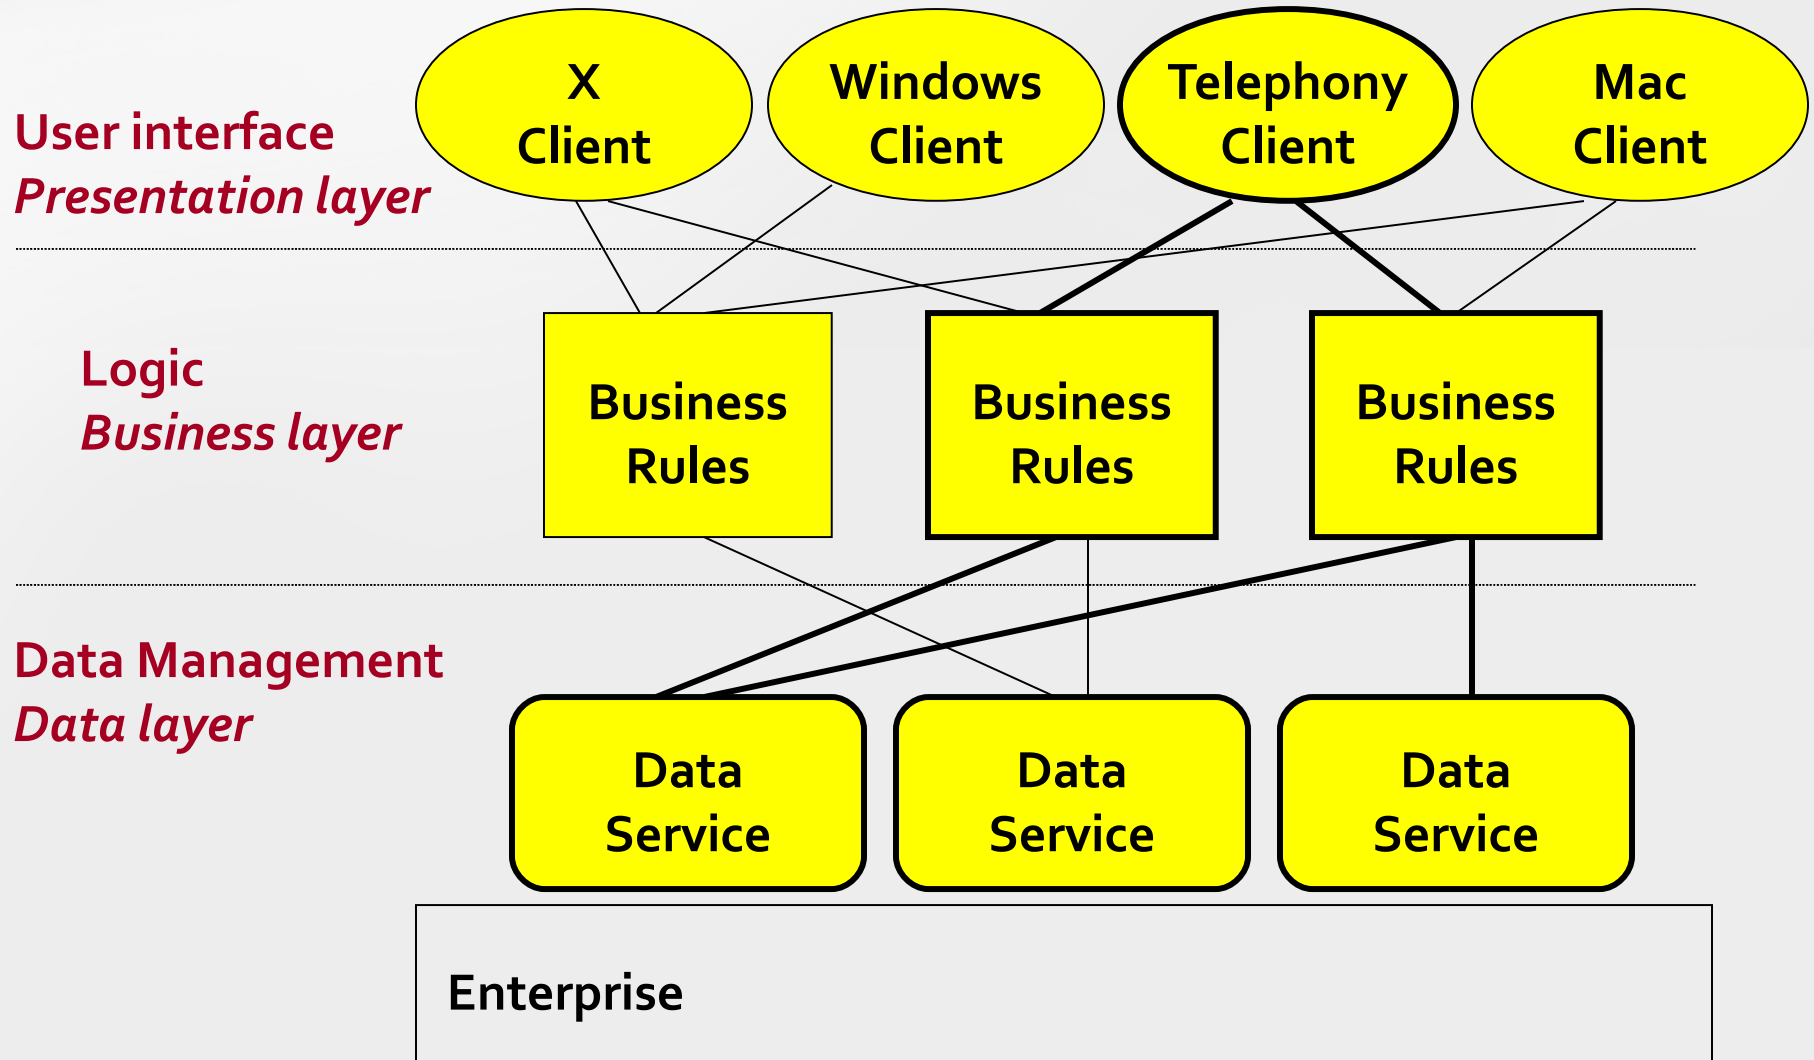 X
Client
Windows
Client
Telephony
Client
Mac
Client
User interface
Presentation layer
Logic
Business layer
Business
Rules
Business
Rules
Business
Rules
Data Management
Data layer
Data
Service
Data
Service
Data
Service
Enterprise